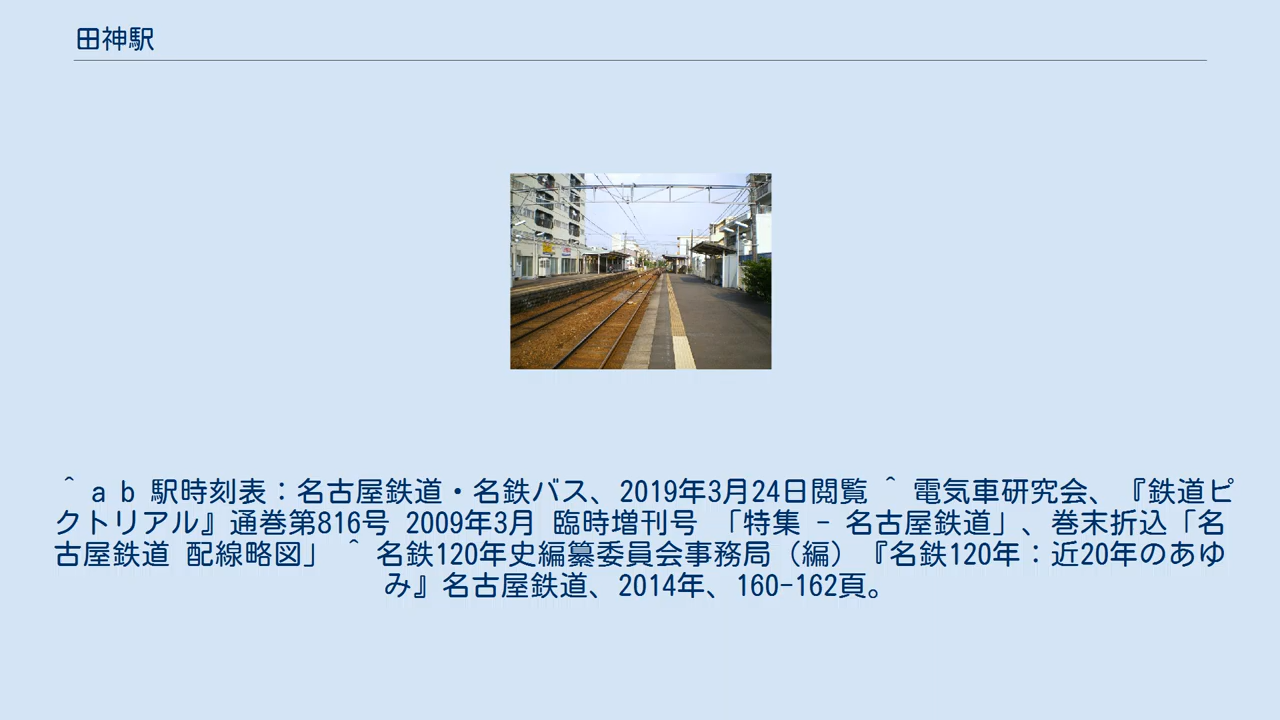 田神駅
^ a b 駅時刻表：名古屋鉄道・名鉄バス、2019年3月24日閲覧 ^ 電気車研究会、『鉄道ピ
クトリアル』通巻第816号 2009年3月 臨時増刊号 「特集 - 名古屋鉄道」、巻末折込「名
古屋鉄道 配線略図」 ^ 名鉄120年史編纂委員会事務局（編）『名鉄120年：近20年のあゆ
み』名古屋鉄道、2014年、160-162頁。